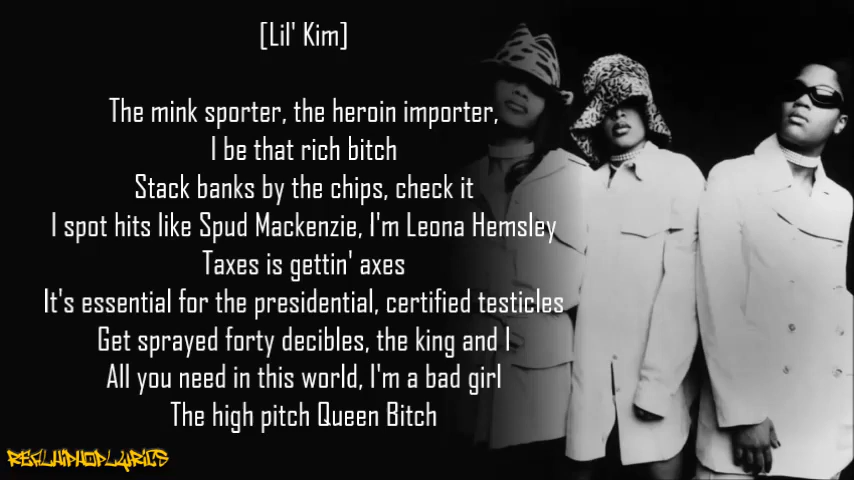 [Lil' Kim]
The mink sporter, the heroin importer,
I be that rich bitch
Stack banks by the chips, check it
I spot hits like Spud Mackenzie, I'm Leona Hemsley
Taxes is gettin' axes
It's essential for the presidential, certified testicles
Get sprayed forty decibles, the king and I
All you need in this world, I'm a bad girl
The high pitch Queen Bitch
REALHIPHOPLYRICS